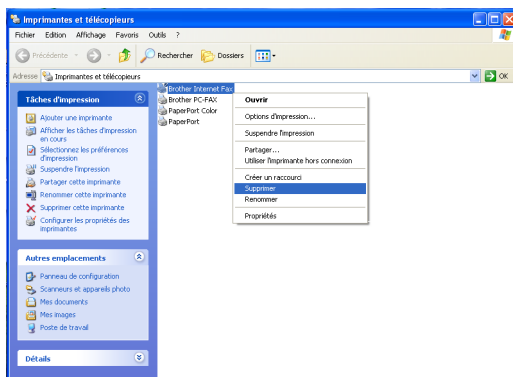 Imprimantes et télécopieurs
Fichier Edition Affichage Favoris Outils ?
Précédente Rechercher Dossiers
Adresse Imprimantes et télécopieurs OK
Tâches d'impression
Ajouter une imprimante
Afficher les tâches d'impression
en cours
Sélectionnez les préférences
d'impression
Suspendre l'impression
Partager cette imprimante
Renommer cette imprimante
Supprimer cette imprimante
Configurer les propriétés des
imprimantes
Autres emplacements
Panneau de configuration
Scanneurs et appareils photo
Mes documents
Mes images
Poste de travail
Détails
Brother Internet Fax
Brother PC-FAX
PaperPort Color
PaperPort
Ouvrir
Options d'impression...
Suspendre l'impression
Partager...
Utiliser l'imprimante hors connexion
Créer un raccourci
Supprimer
Renommer
Propriétés